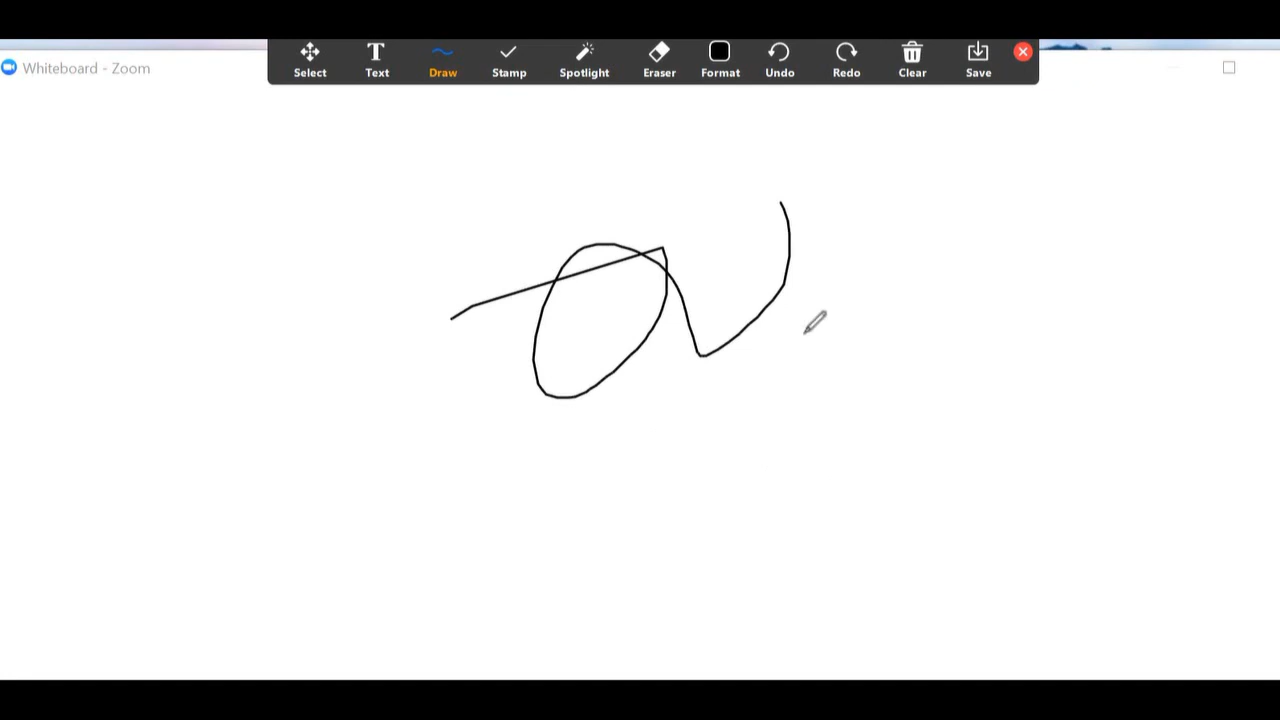 Whiteboard - Zoom
Select Text Draw Stamp Spotlight Eraser Format Undo Redo Clear Save